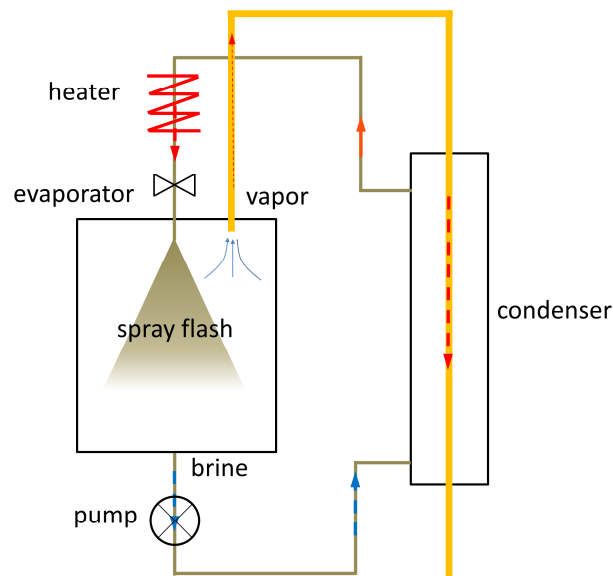 heater
evaporator
vapor
spray flash
condenser
brine
pump